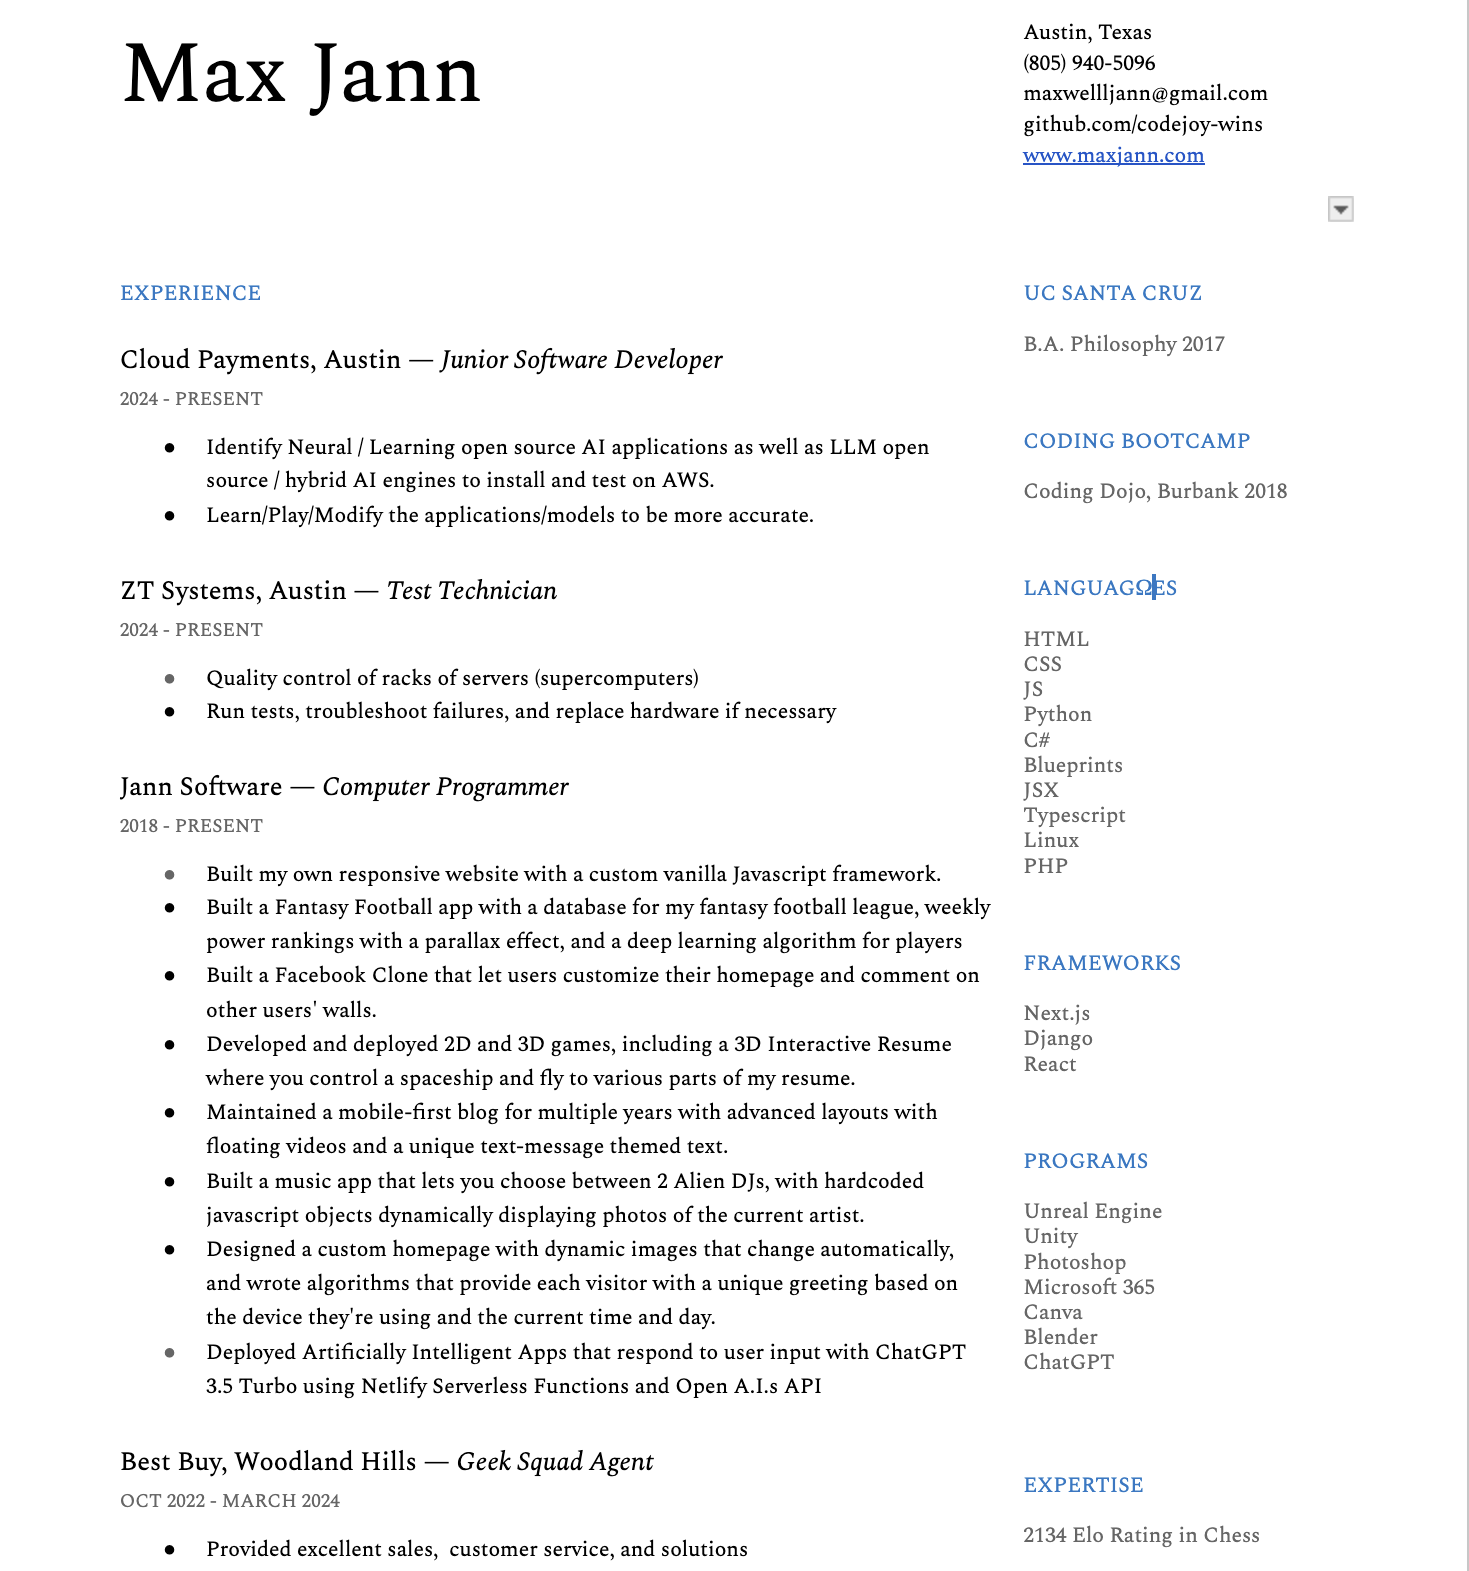 Max Jann
Austin, Texas
(805) 940-5096
maxwellljann@gmail.com
github.com/codejoy-wins
www.maxjann.com
EXPERIENCE
Cloud Payments, Austin — Junior Software Developer
2024 - PRESENT
● Identify Neural / Learning open source AI applications as well as LLM open
source / hybrid AI engines to install and test on AWS.
● Learn/Play/Modify the applications/models to be more accurate.
ZT Systems, Austin — Test Technician
2024 - PRESENT
● Quality control of racks of servers (supercomputers)
● Run tests, troubleshoot failures, and replace hardware if necessary
Jann Software — Computer Programmer
2018 - PRESENT
● Built my own responsive website with a custom vanilla Javascript framework.
● Built a Fantasy Football app with a database for my fantasy football league, weekly
power rankings with a parallax effect, and a deep learning algorithm for players
● Built a Facebook Clone that let users customize their homepage and comment on
other users' walls.
● Developed and deployed 2D and 3D games, including a 3D Interactive Resume
where you control a spaceship and fly to various parts of my resume.
● Maintained a mobile-first blog for multiple years with advanced layouts with
floating videos and a unique text-message themed text.
● Built a music app that lets you choose between 2 Alien DJs, with hardcoded
javascript objects dynamically displaying photos of the current artist.
● Designed a custom homepage with dynamic images that change automatically,
and wrote algorithms that provide each visitor with a unique greeting based on
the device they're using and the current time and day.
● Deployed Artificially Intelligent Apps that respond to user input with ChatGPT
3.5 Turbo using Netlify Serverless Functions and Open A.I.s API
Best Buy, Woodland Hills — Geek Squad Agent
OCT 2022 - MARCH 2024
● Provided excellent sales,  customer service, and solutions
UC SANTA CRUZ
B.A. Philosophy 2017
CODING BOOTCAMP
Coding Dojo, Burbank 2018
LANGUAGΩES
HTML
CSS
JS
Python
C#
Blueprints
JSX
Typescript
Linux
PHP
FRAMEWORKS
Next.js
Django
React
PROGRAMS
Unreal Engine
Unity
Photoshop
Microsoft 365
Canva
Blender
ChatGPT
EXPERTISE
2134 Elo Rating in Chess